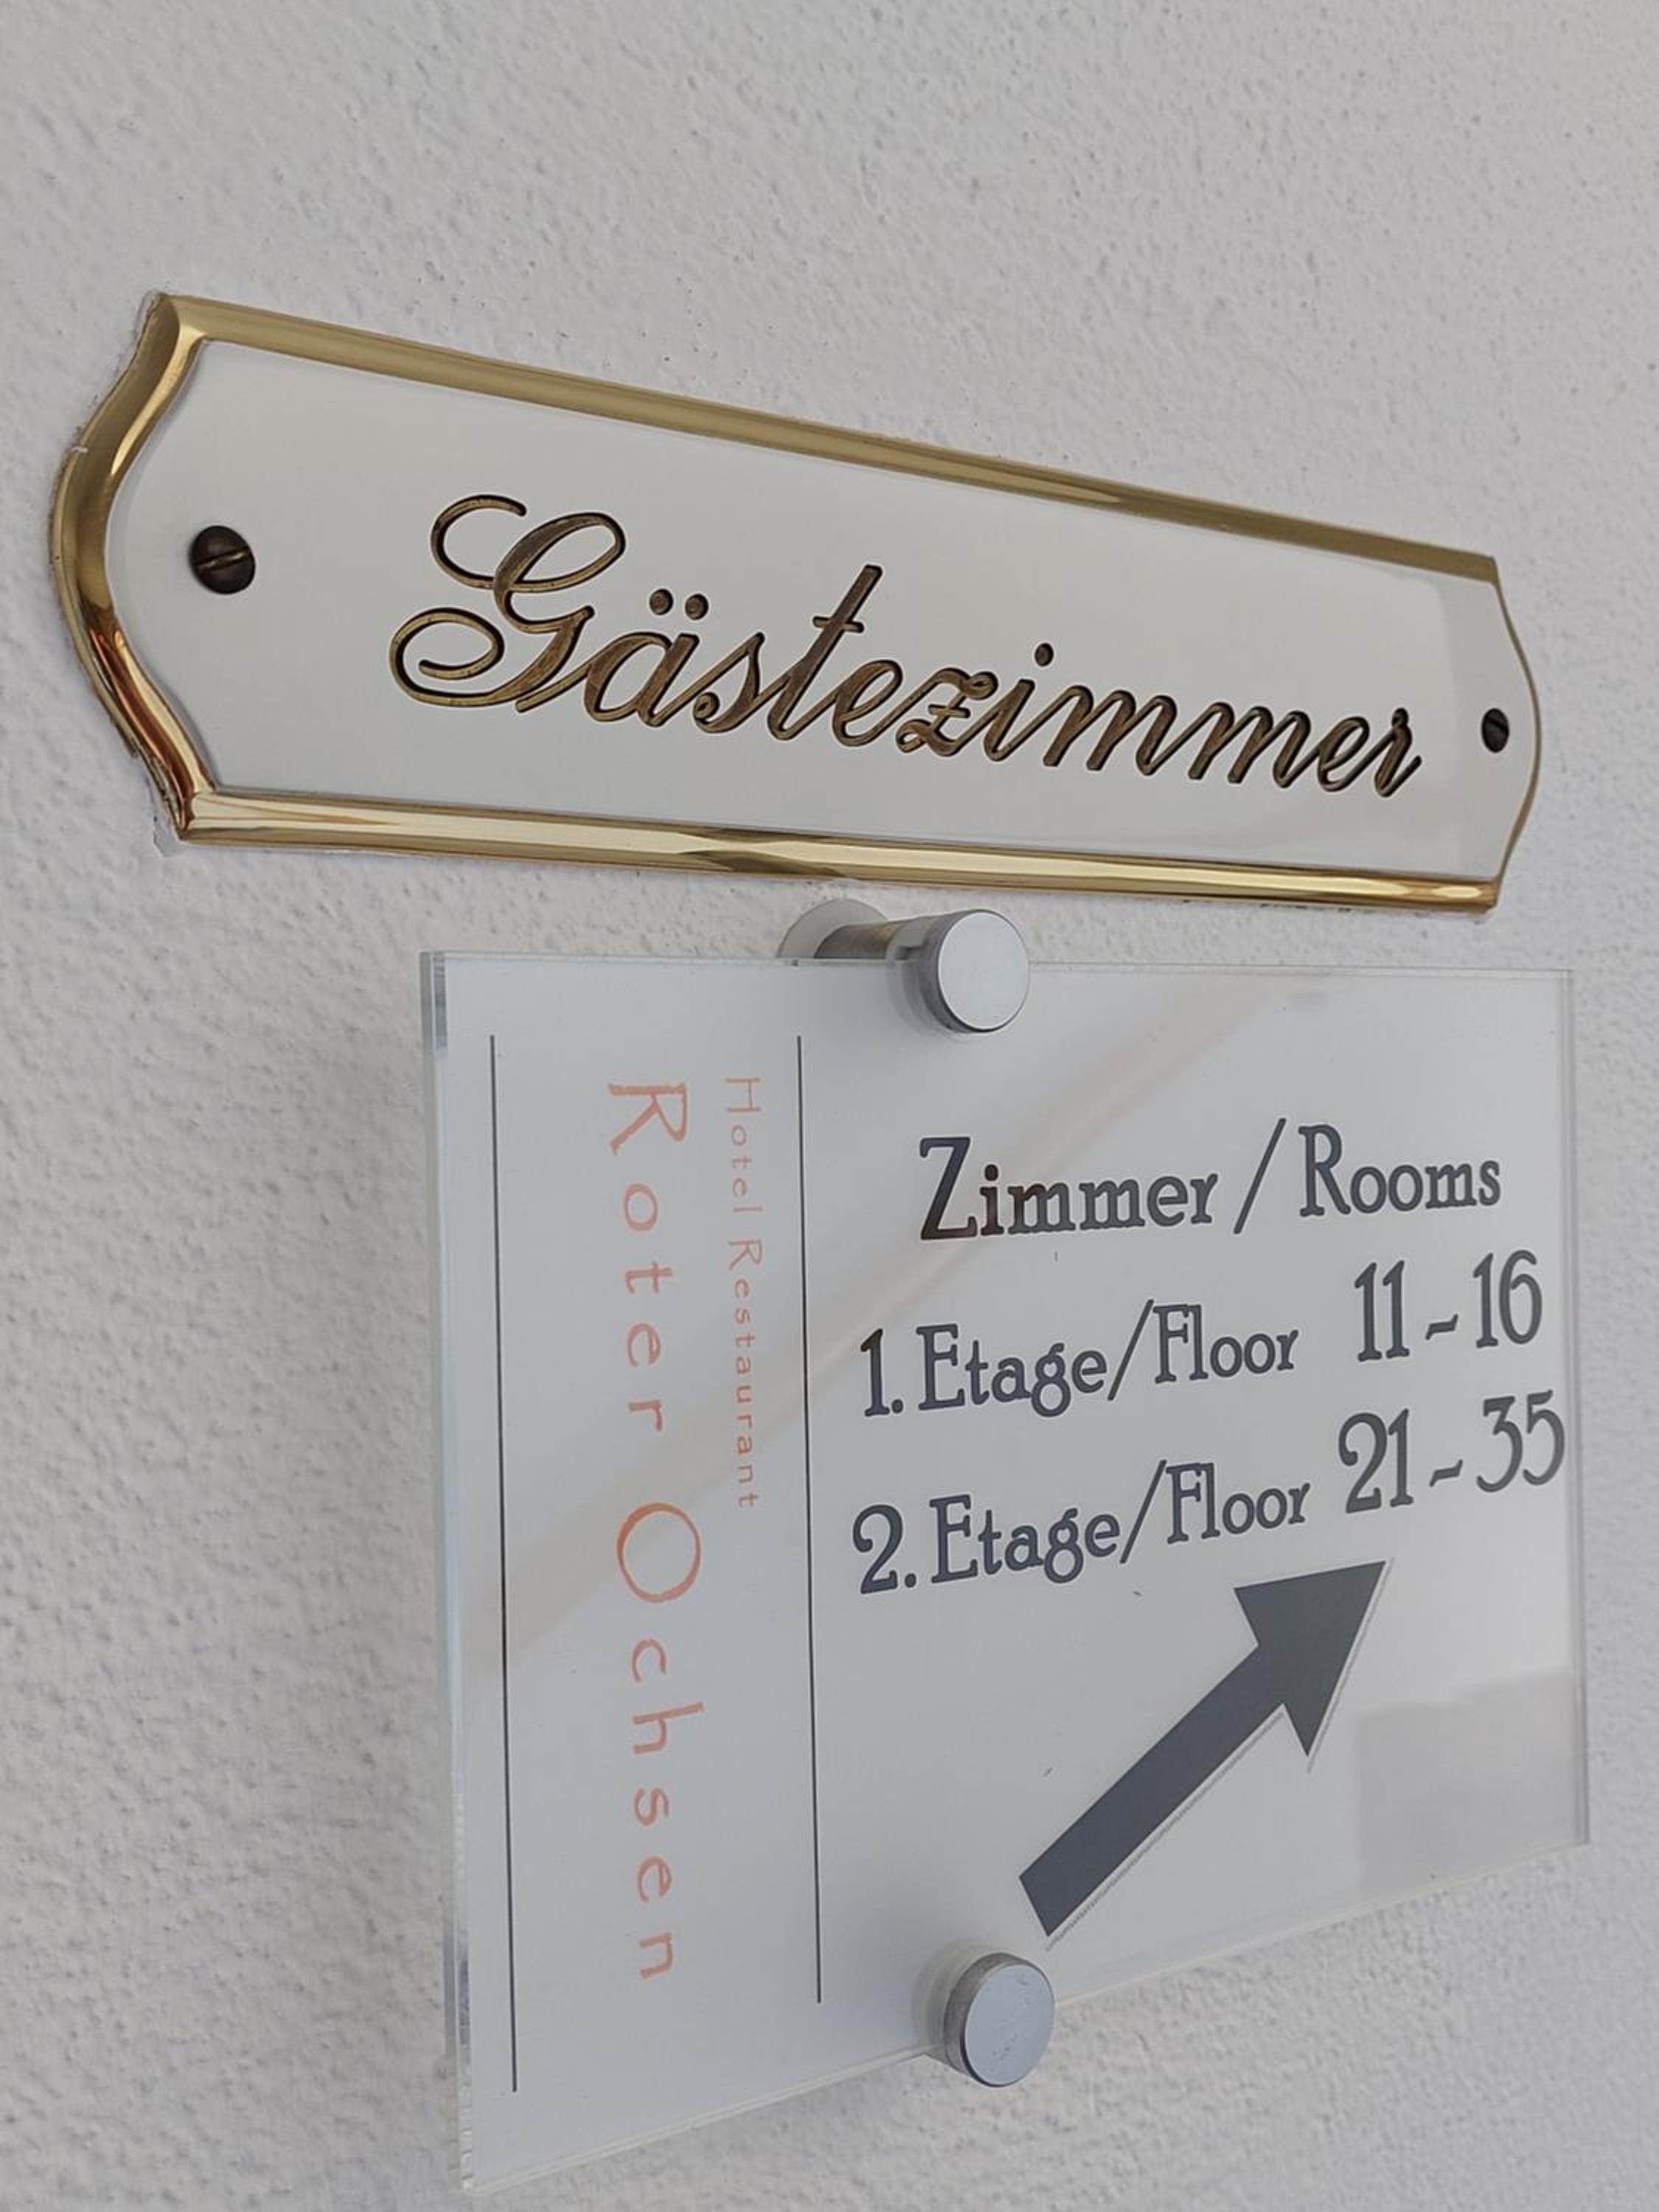 Gästezimmer
Hotel Restaurant
Roter Ochsen
Zimmer / Rooms
1. Etage/Floor 11 - 16
2. Etage/Floor 21 - 35